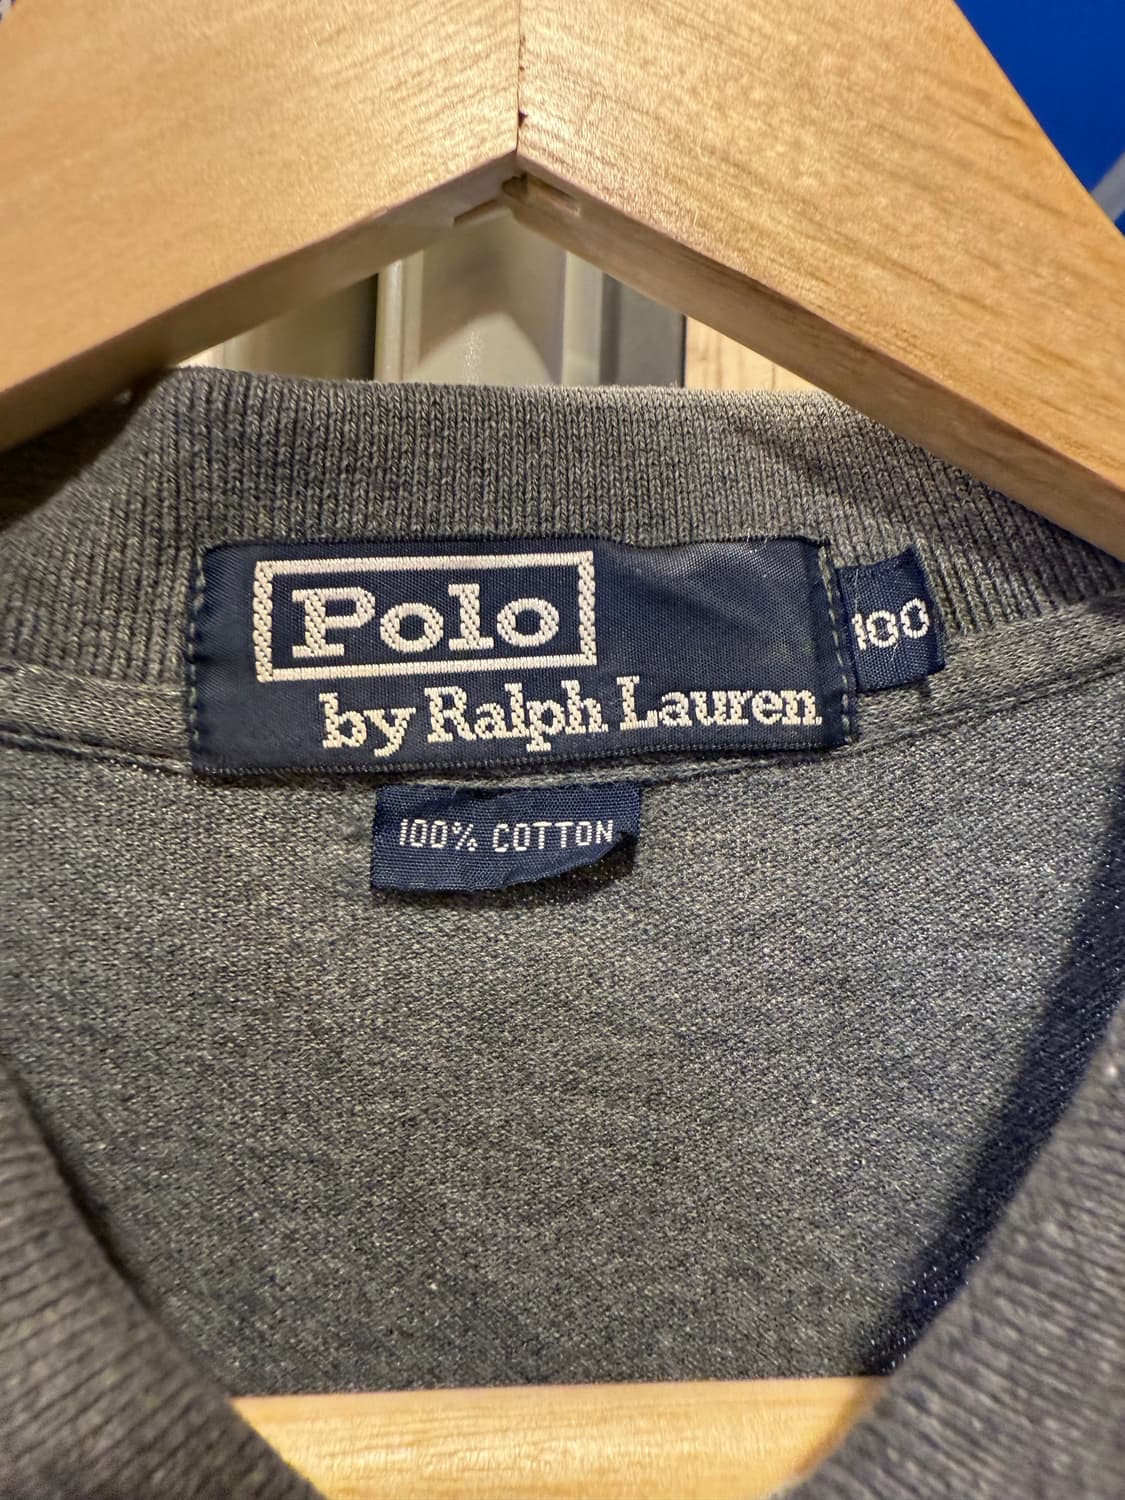 Polo
by Ralph Lauren
100
100% COTTON